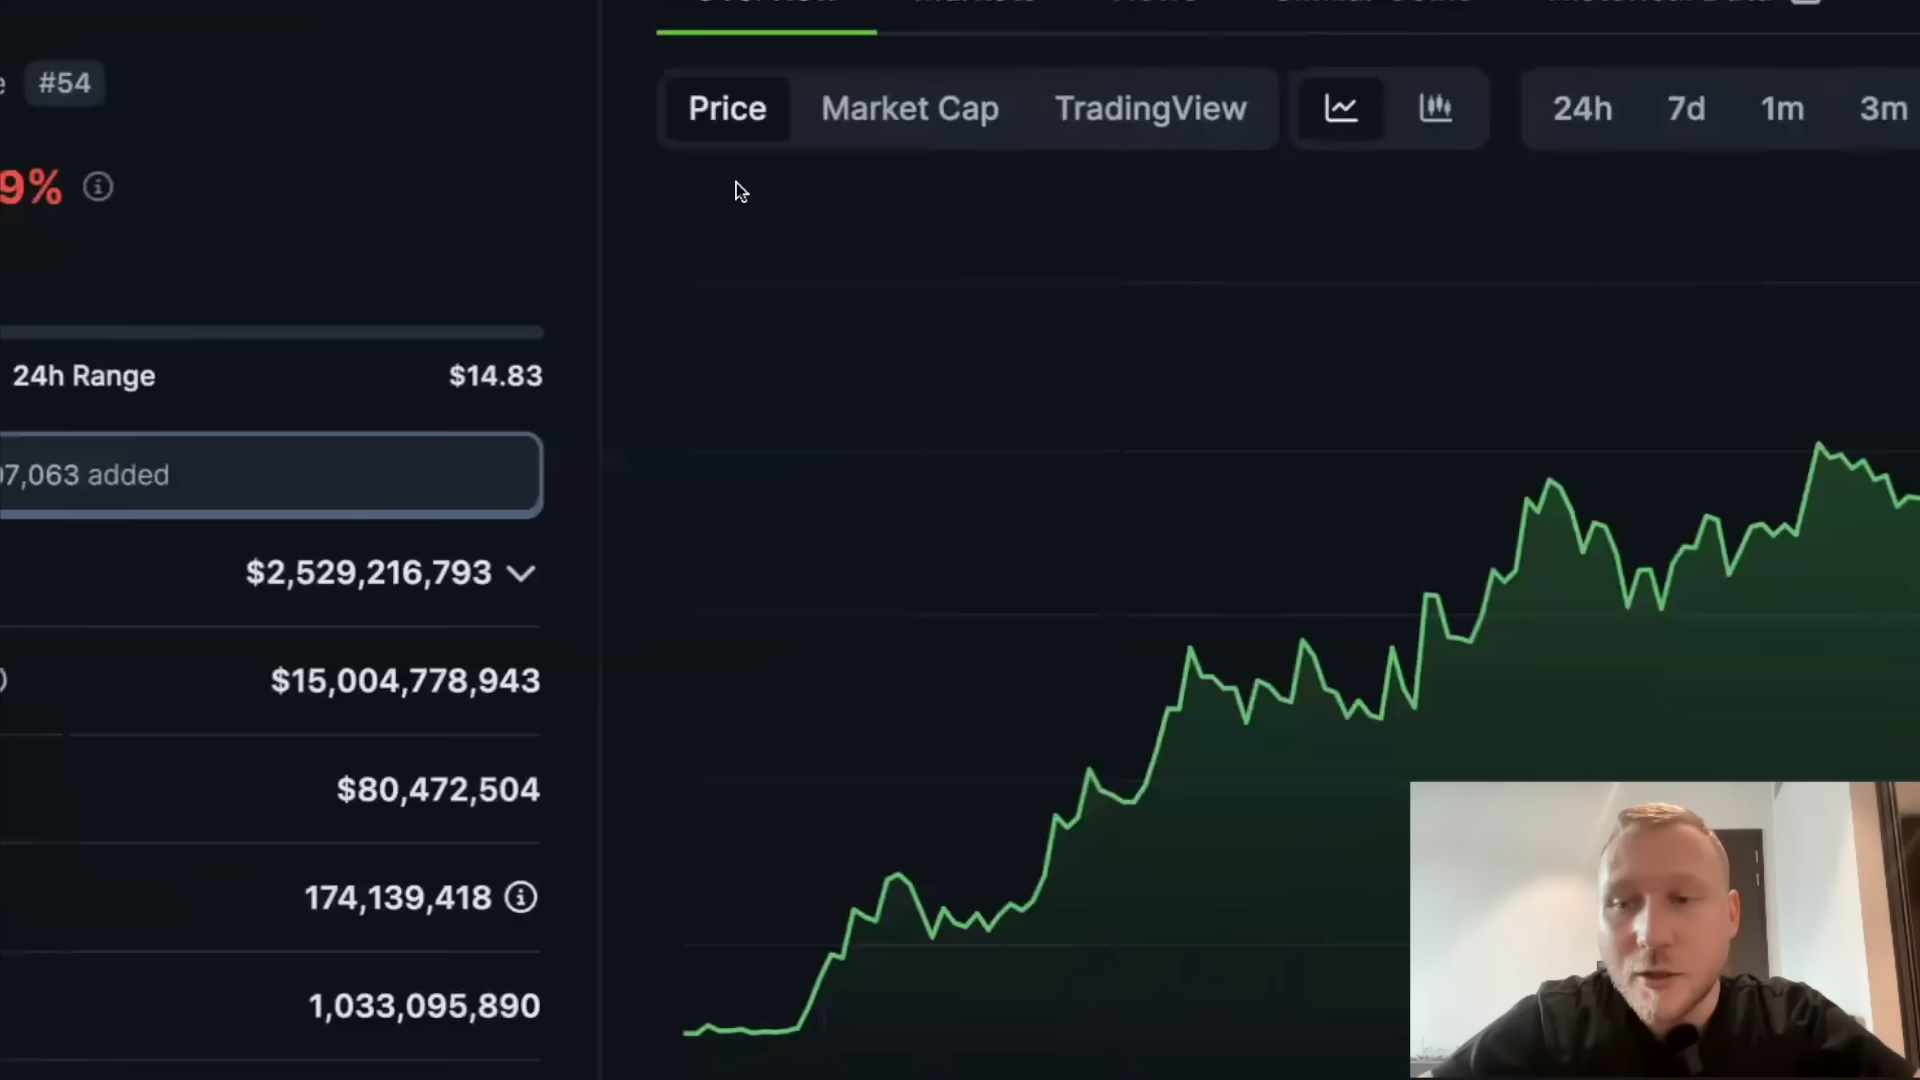 #54
Price Market Cap TradingView 24h 7d 1m 3m
9%
24h Range $14.83
7,063 added
$2,529,216,793
$15,004,778,943
$80,472,504
174,139,418
1,033,095,890